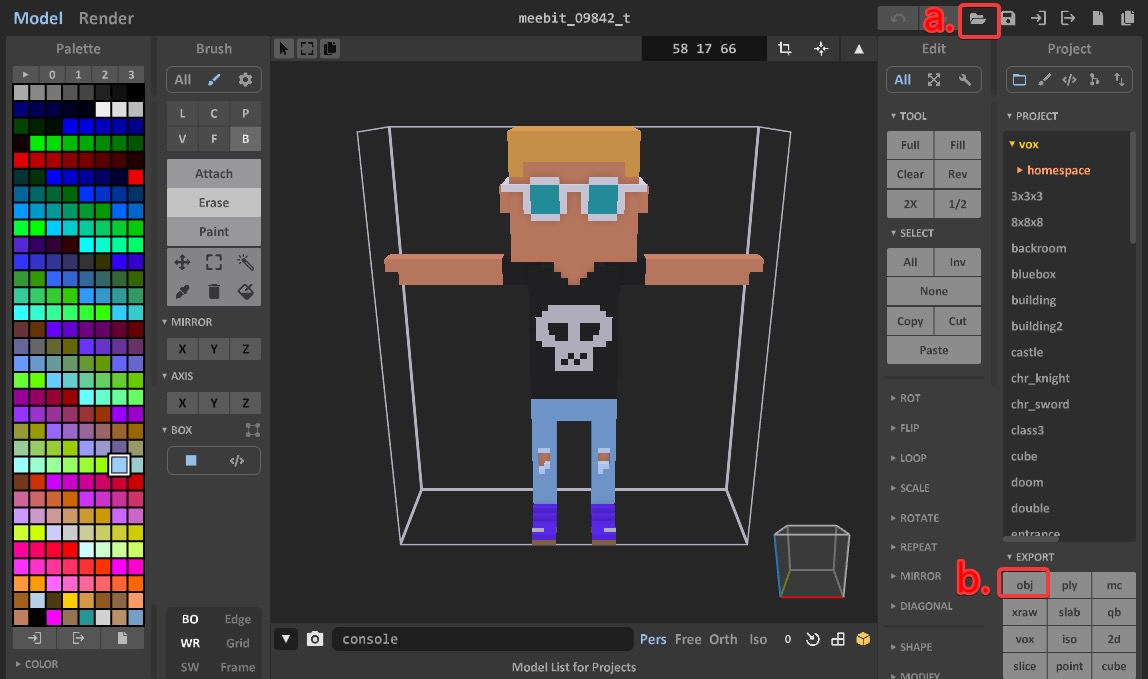 Model Render
meebit_09842_t
a.
Palette
Brush
58 17 66
Edit
Project
0 1 2 3
All
All
L C P
V F B
Attach
Erase
Paint
MIRROR
X Y Z
AXIS
X Y Z
BOX
TOOL
Full Fill
Clear Rev
2X 1/2
SELECT
All Inv
None
Copy Cut
Paste
ROT
FLIP
LOOP
SCALE
ROTATE
REPEAT
MIRROR
DIAGONAL
SHAPE
MODIFY
PROJECT
vox
homespace
3x3x3
8x8x8
backroom
bluebox
building
building2
castle
chr_knight
chr_sword
class3
cube
doom
double
entrance
EXPORT
b.
obj ply mc
xraw slab qb
vox iso 2d
slice point cube
COLOR
BO Edge
WR Grid
SW Frame
console
Pers Free Orth Iso 0
Model List for Projects